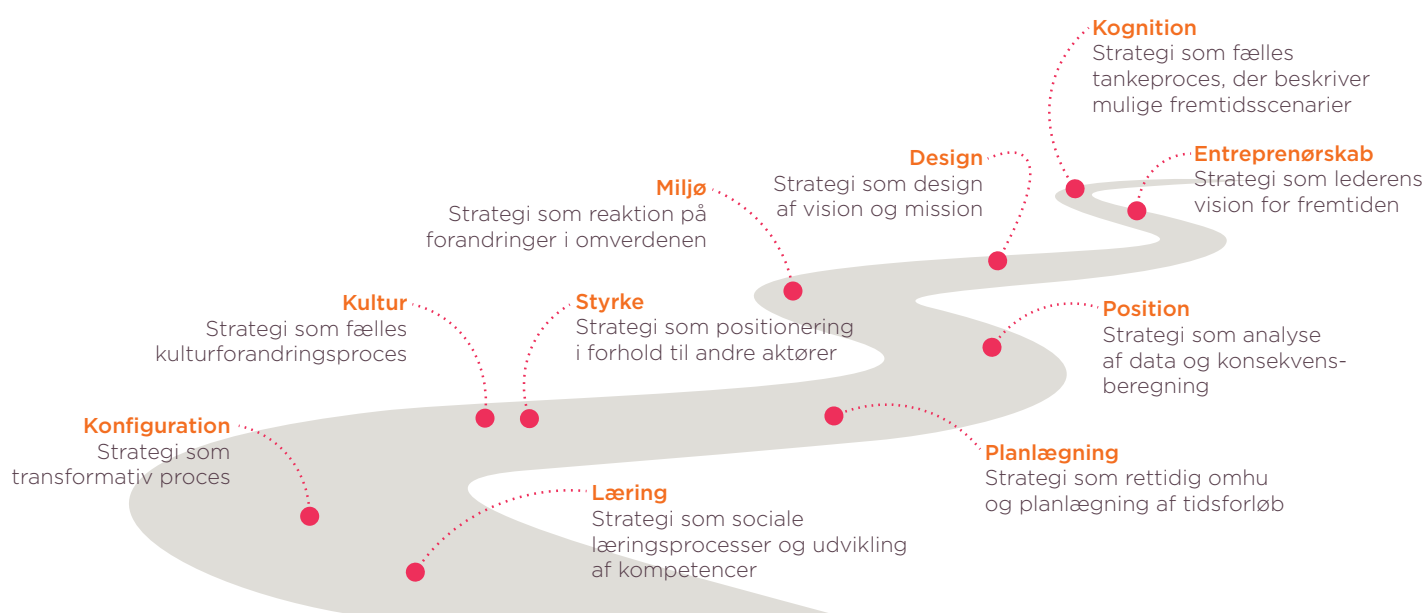 Kognition
Strategi som fælles
tankeproces, der beskriver
mulige fremtidsscenarier
Design
Strategi som design
af vision og mission
Entreprenørskab
Strategi som lederens
vision for fremtiden
Miljø
Strategi som reaktion på
forandringer i omverdenen
Kultur
Strategi som fælles
kulturforandringsproces
Styrke
Strategi som positionering
i forhold til andre aktører
Position
Strategi som analyse
af data og konsekvens-
beregning
Konfiguration
Strategi som
transformativ proces
Planlægning
Strategi som rettidig omhu
og planlægning af tidsforløb
Læring
Strategi som sociale
læringsprocesser og udvikling
af kompetencer